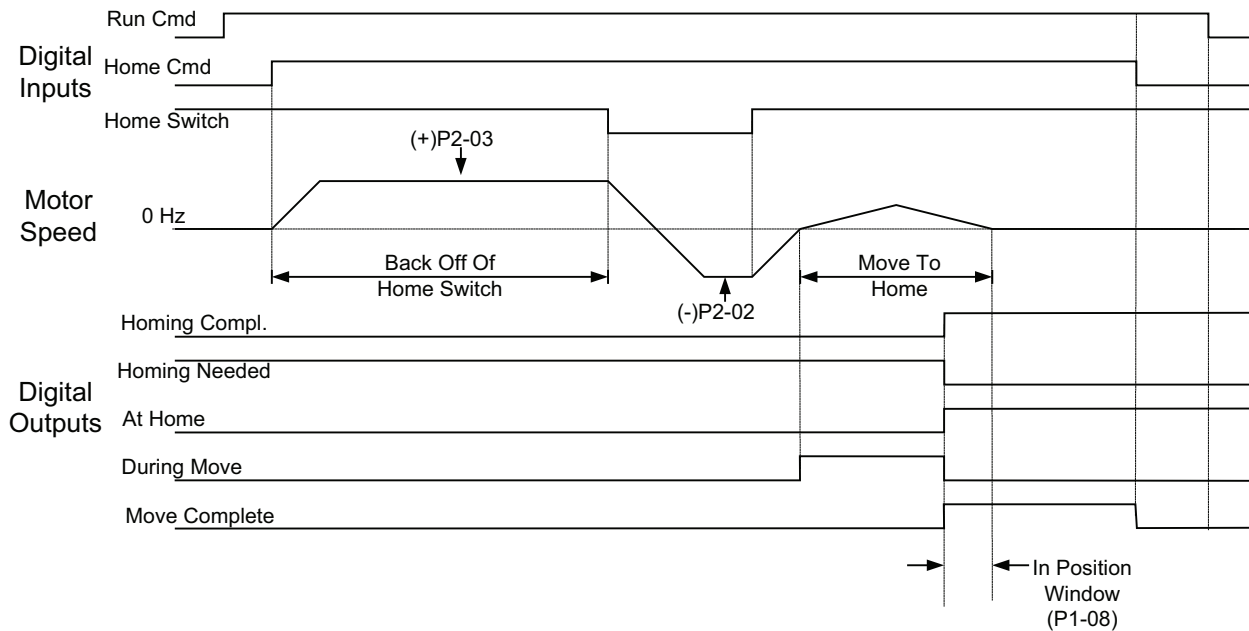 Run Cmd
Digital
Inputs
Home Cmd
Home Switch
(+)P2-03
Motor
Speed
0 Hz
Back Off Of
Home Switch
Move To
Home
(-)P2-02
Homing Compl.
Homing Needed
Digital
Outputs
At Home
During Move
Move Complete
In Position
Window
(P1-08)